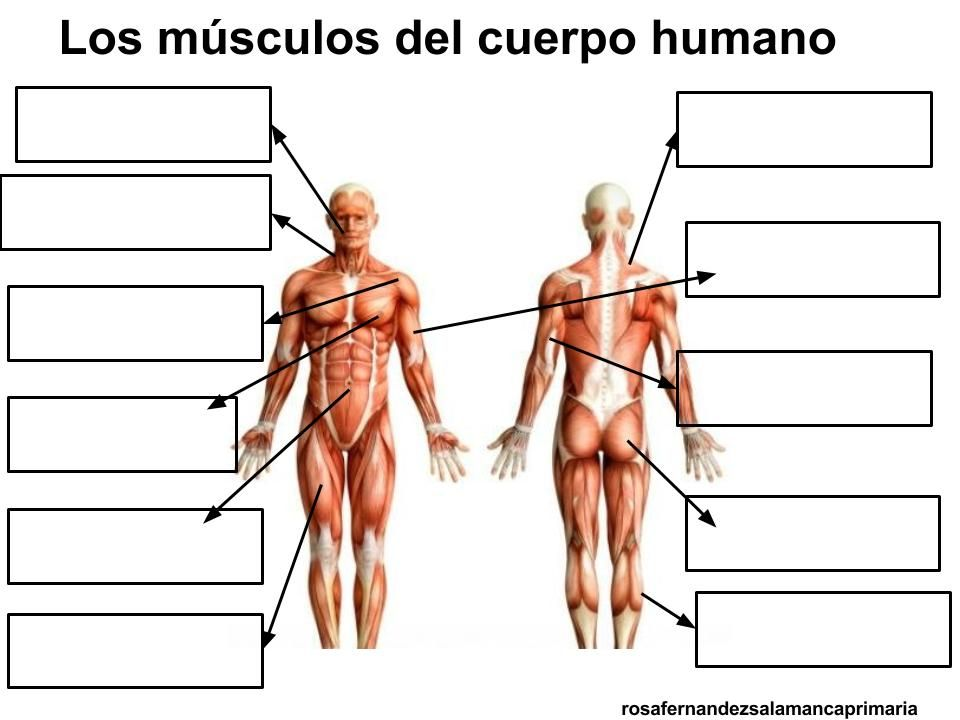 Los músculos del cuerpo humano
rosafernandezsalamancaprimaria